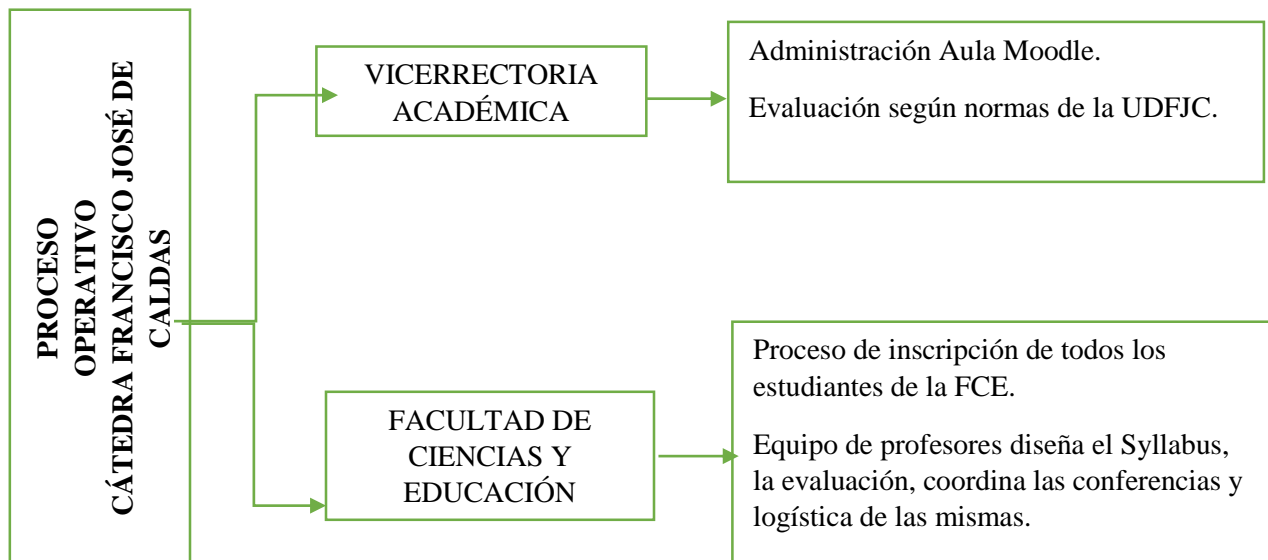 PROCESO
OPERATIVO
CÁTEDRA FRANCISCO JOSÉ DE
CALDAS
VICERRECTORIA
ACADÉMICA
Administración Aula Moodle.
Evaluación según normas de la UDFJC.
FACULTAD DE
CIENCIAS Y
EDUCACIÓN
Proceso de inscripción de todos los
estudiantes de la FCE.
Equipo de profesores diseña el Syllabus,
la evaluación, coordina las conferencias y
logística de las mismas.